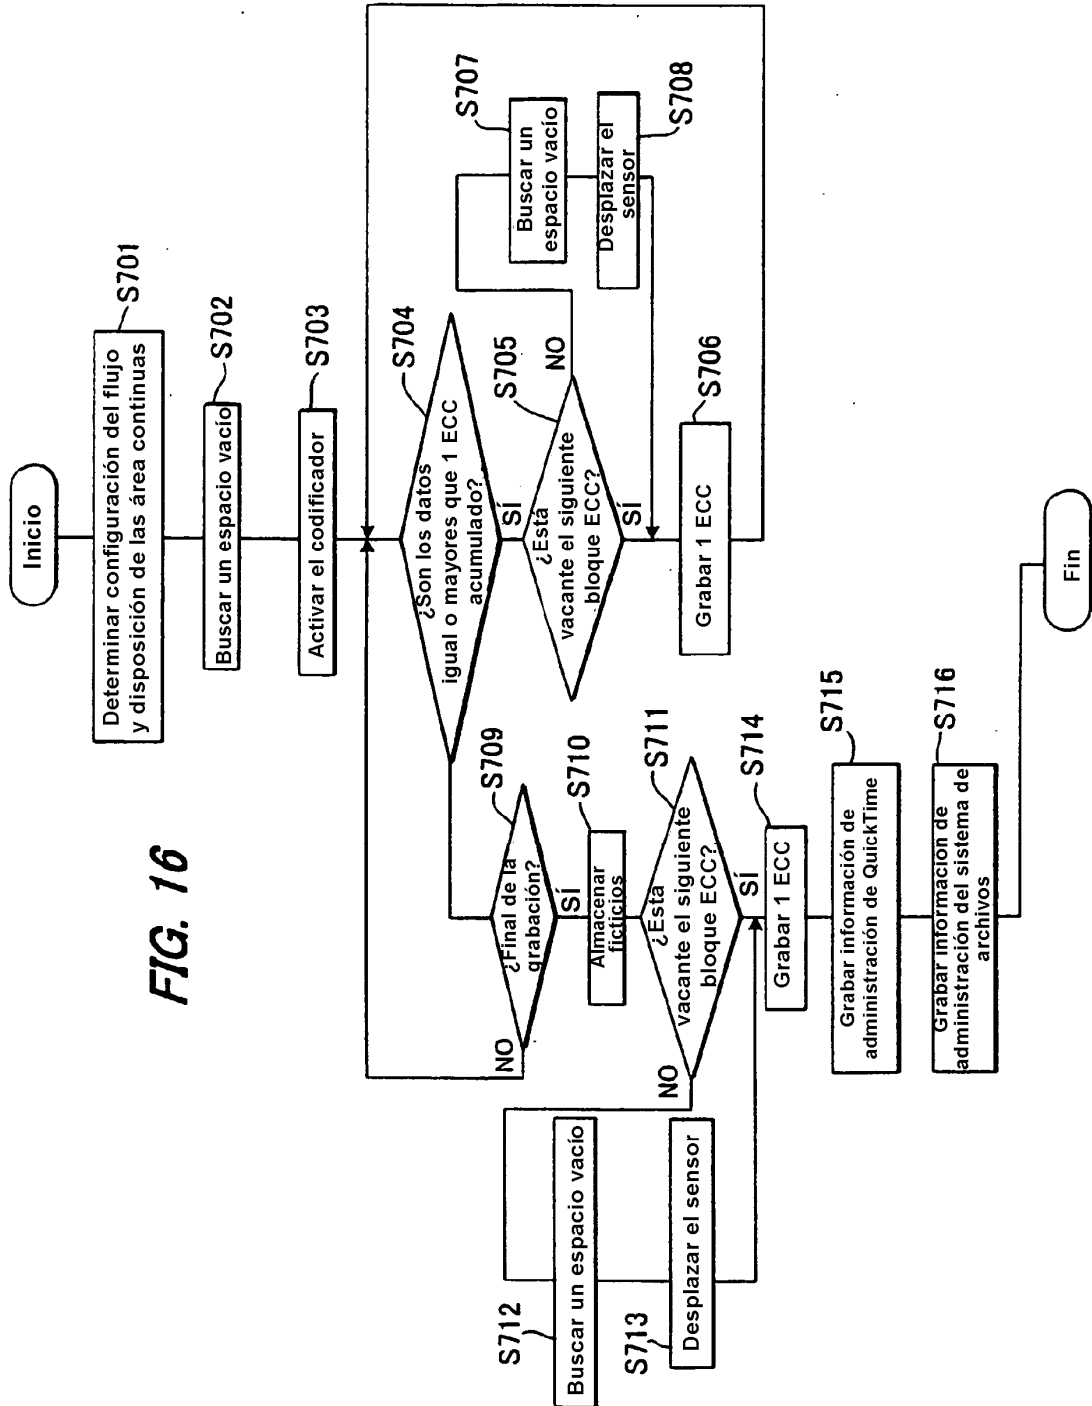 FIG. 16
Inicio
Determinar configuración del flujo
y disposición de las área continuas
S701
Buscar un espacio vacío
S702
Activar el codificador
S703
¿Son los datos
igual o mayores que 1 ECC
acumulado?
S704
SÍ
¿Está
vacante el siguiente
bloque ECC?
S705
NO
SÍ
Buscar un
espacio vacío
S707
Desplazar el
sensor
S708
Grabar 1 ECC
S706
¿Final de la
grabación?
S709
NO
SÍ
Almacenar
ficticios
S710
¿Está
vacante el siguiente
bloque ECC?
S711
NO
SÍ
Buscar un espacio vacío
S712
Desplazar el sensor
S713
Grabar 1 ECC
S714
Grabar información de
administración de QuickTime
S715
Grabar información de
administración del sistema de
archivos
S716
Fin